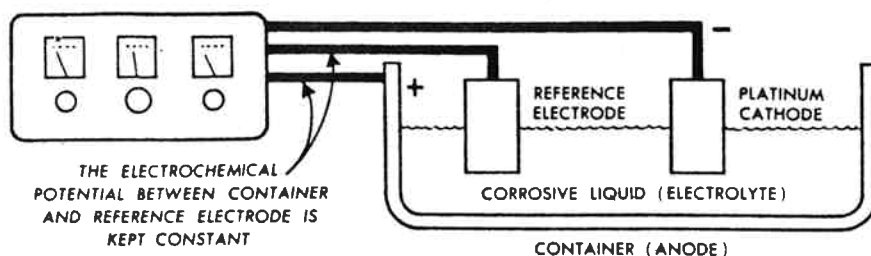 −
+
REFERENCE
ELECTRODE
PLATINUM
CATHODE
THE ELECTROCHEMICAL
POTENTIAL BETWEEN CONTAINER
AND REFERENCE ELECTRODE IS
KEPT CONSTANT
CORROSIVE LIQUID (ELECTROLYTE)
CONTAINER (ANODE)